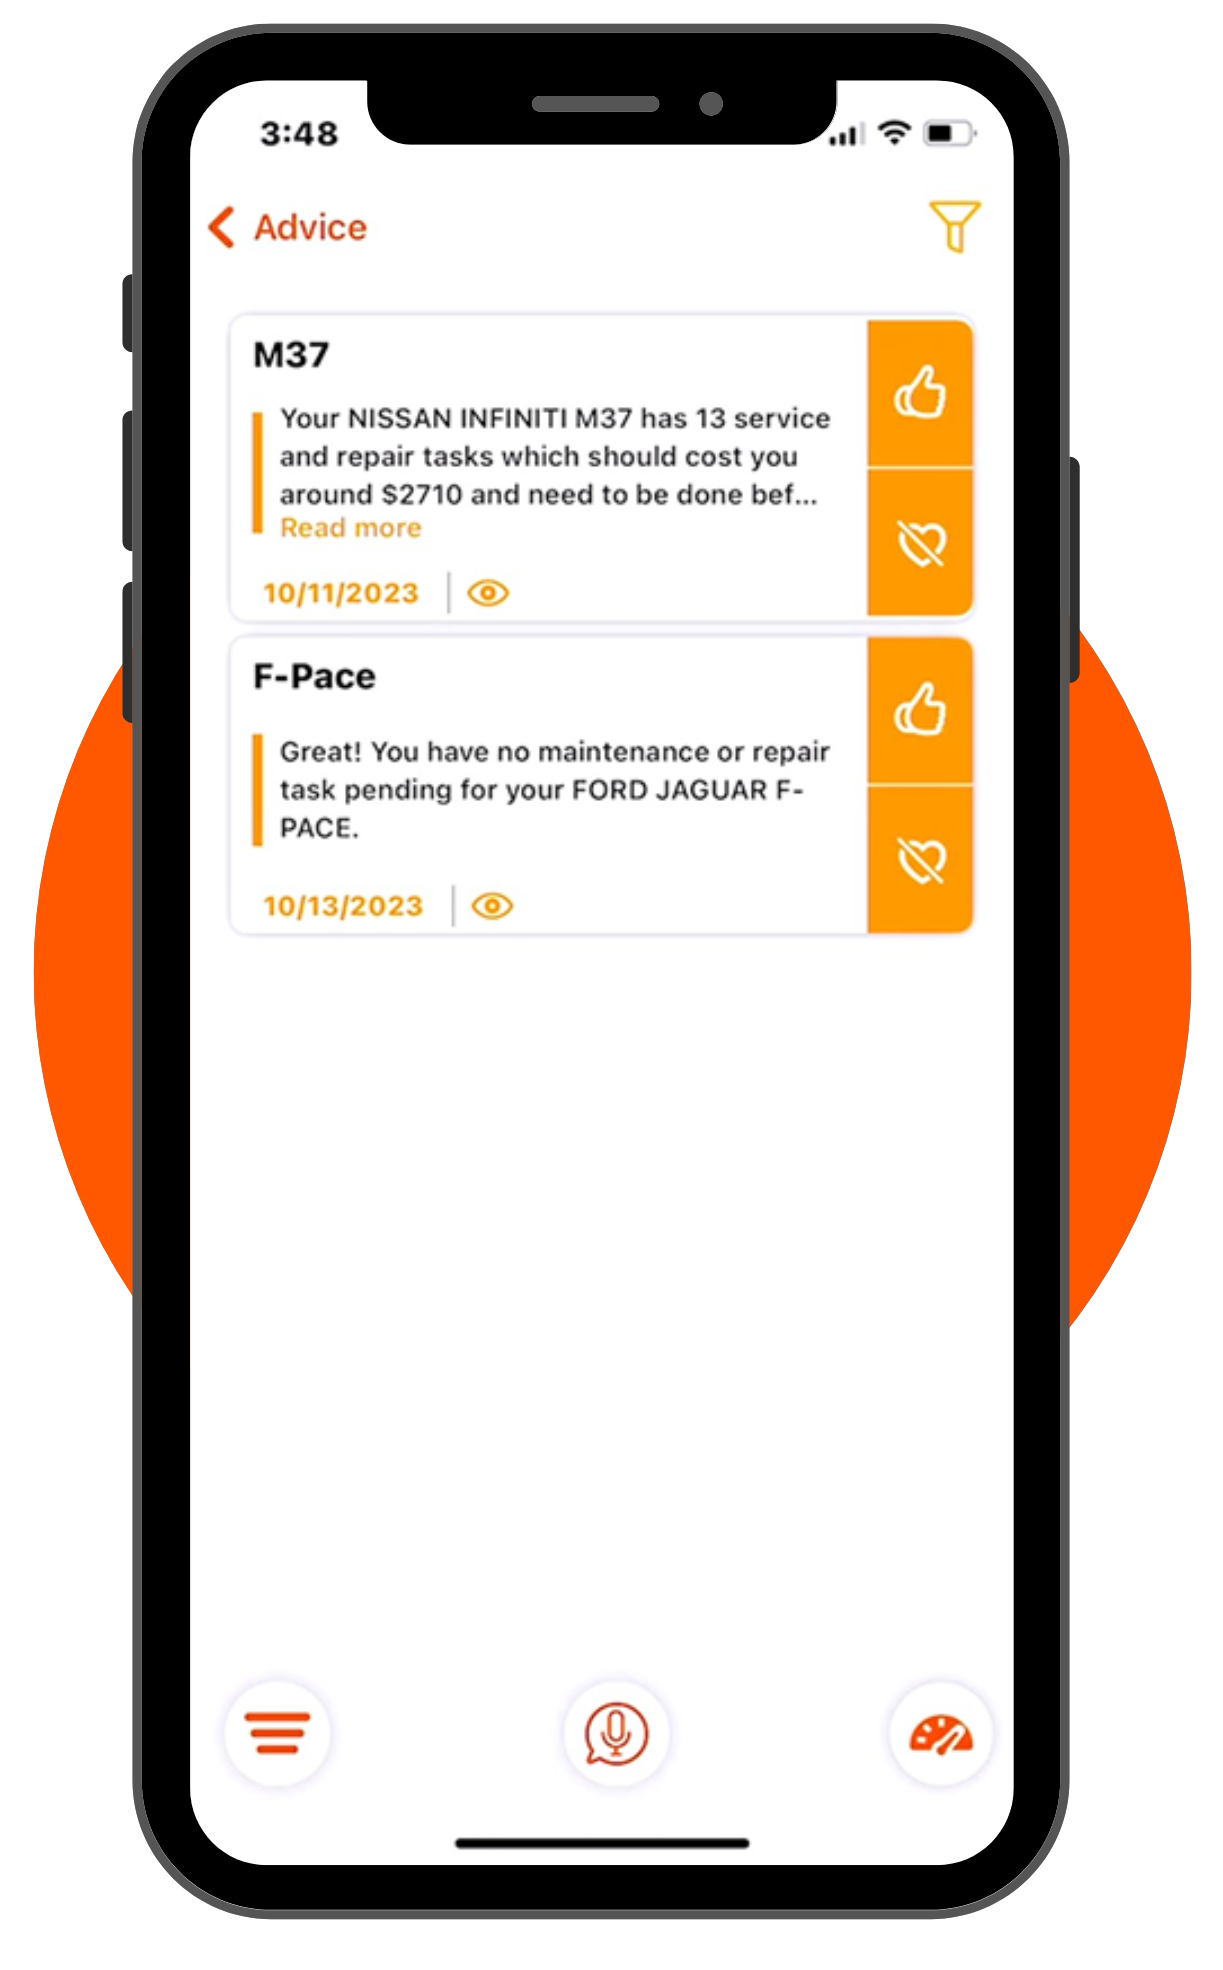 3:48
Advice
M37
Your NISSAN INFINITI M37 has 13 service
and repair tasks which should cost you
around $2710 and need to be done bef...
Read more
10/11/2023
F-Pace
Great! You have no maintenance or repair
task pending for your FORD JAGUAR F-
PACE.
10/13/2023